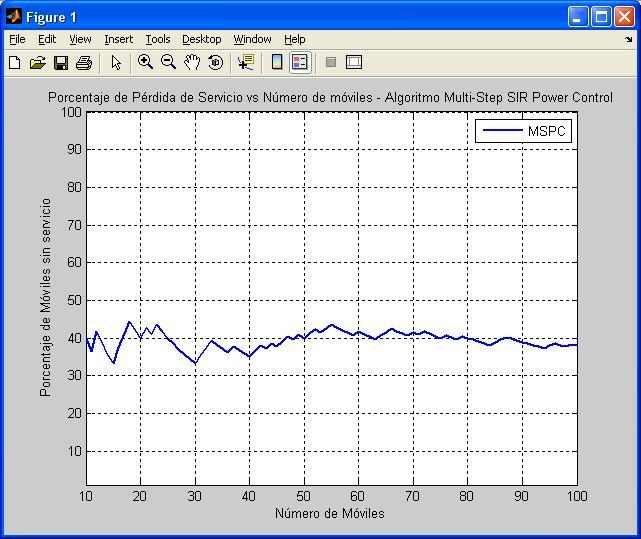 Figure 1
File Edit View Insert Tools Desktop Window Help
Porcentaje de Pérdida de Servicio vs Número de móviles - Algoritmo Multi-Step SIR Power Control
MSPC
100
90
80
70
60
50
40
30
20
10
Porcentaje de Móviles sin servicio
10 20 30 40 50 60 70 80 90 100
Número de Móviles